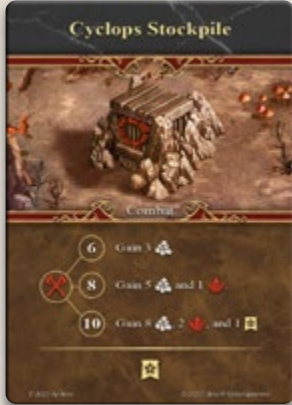 Cyclops Stockpile
Combat
6 Gain 3
8 Gain 5 and 1
10 Gain 8, 2, and 1